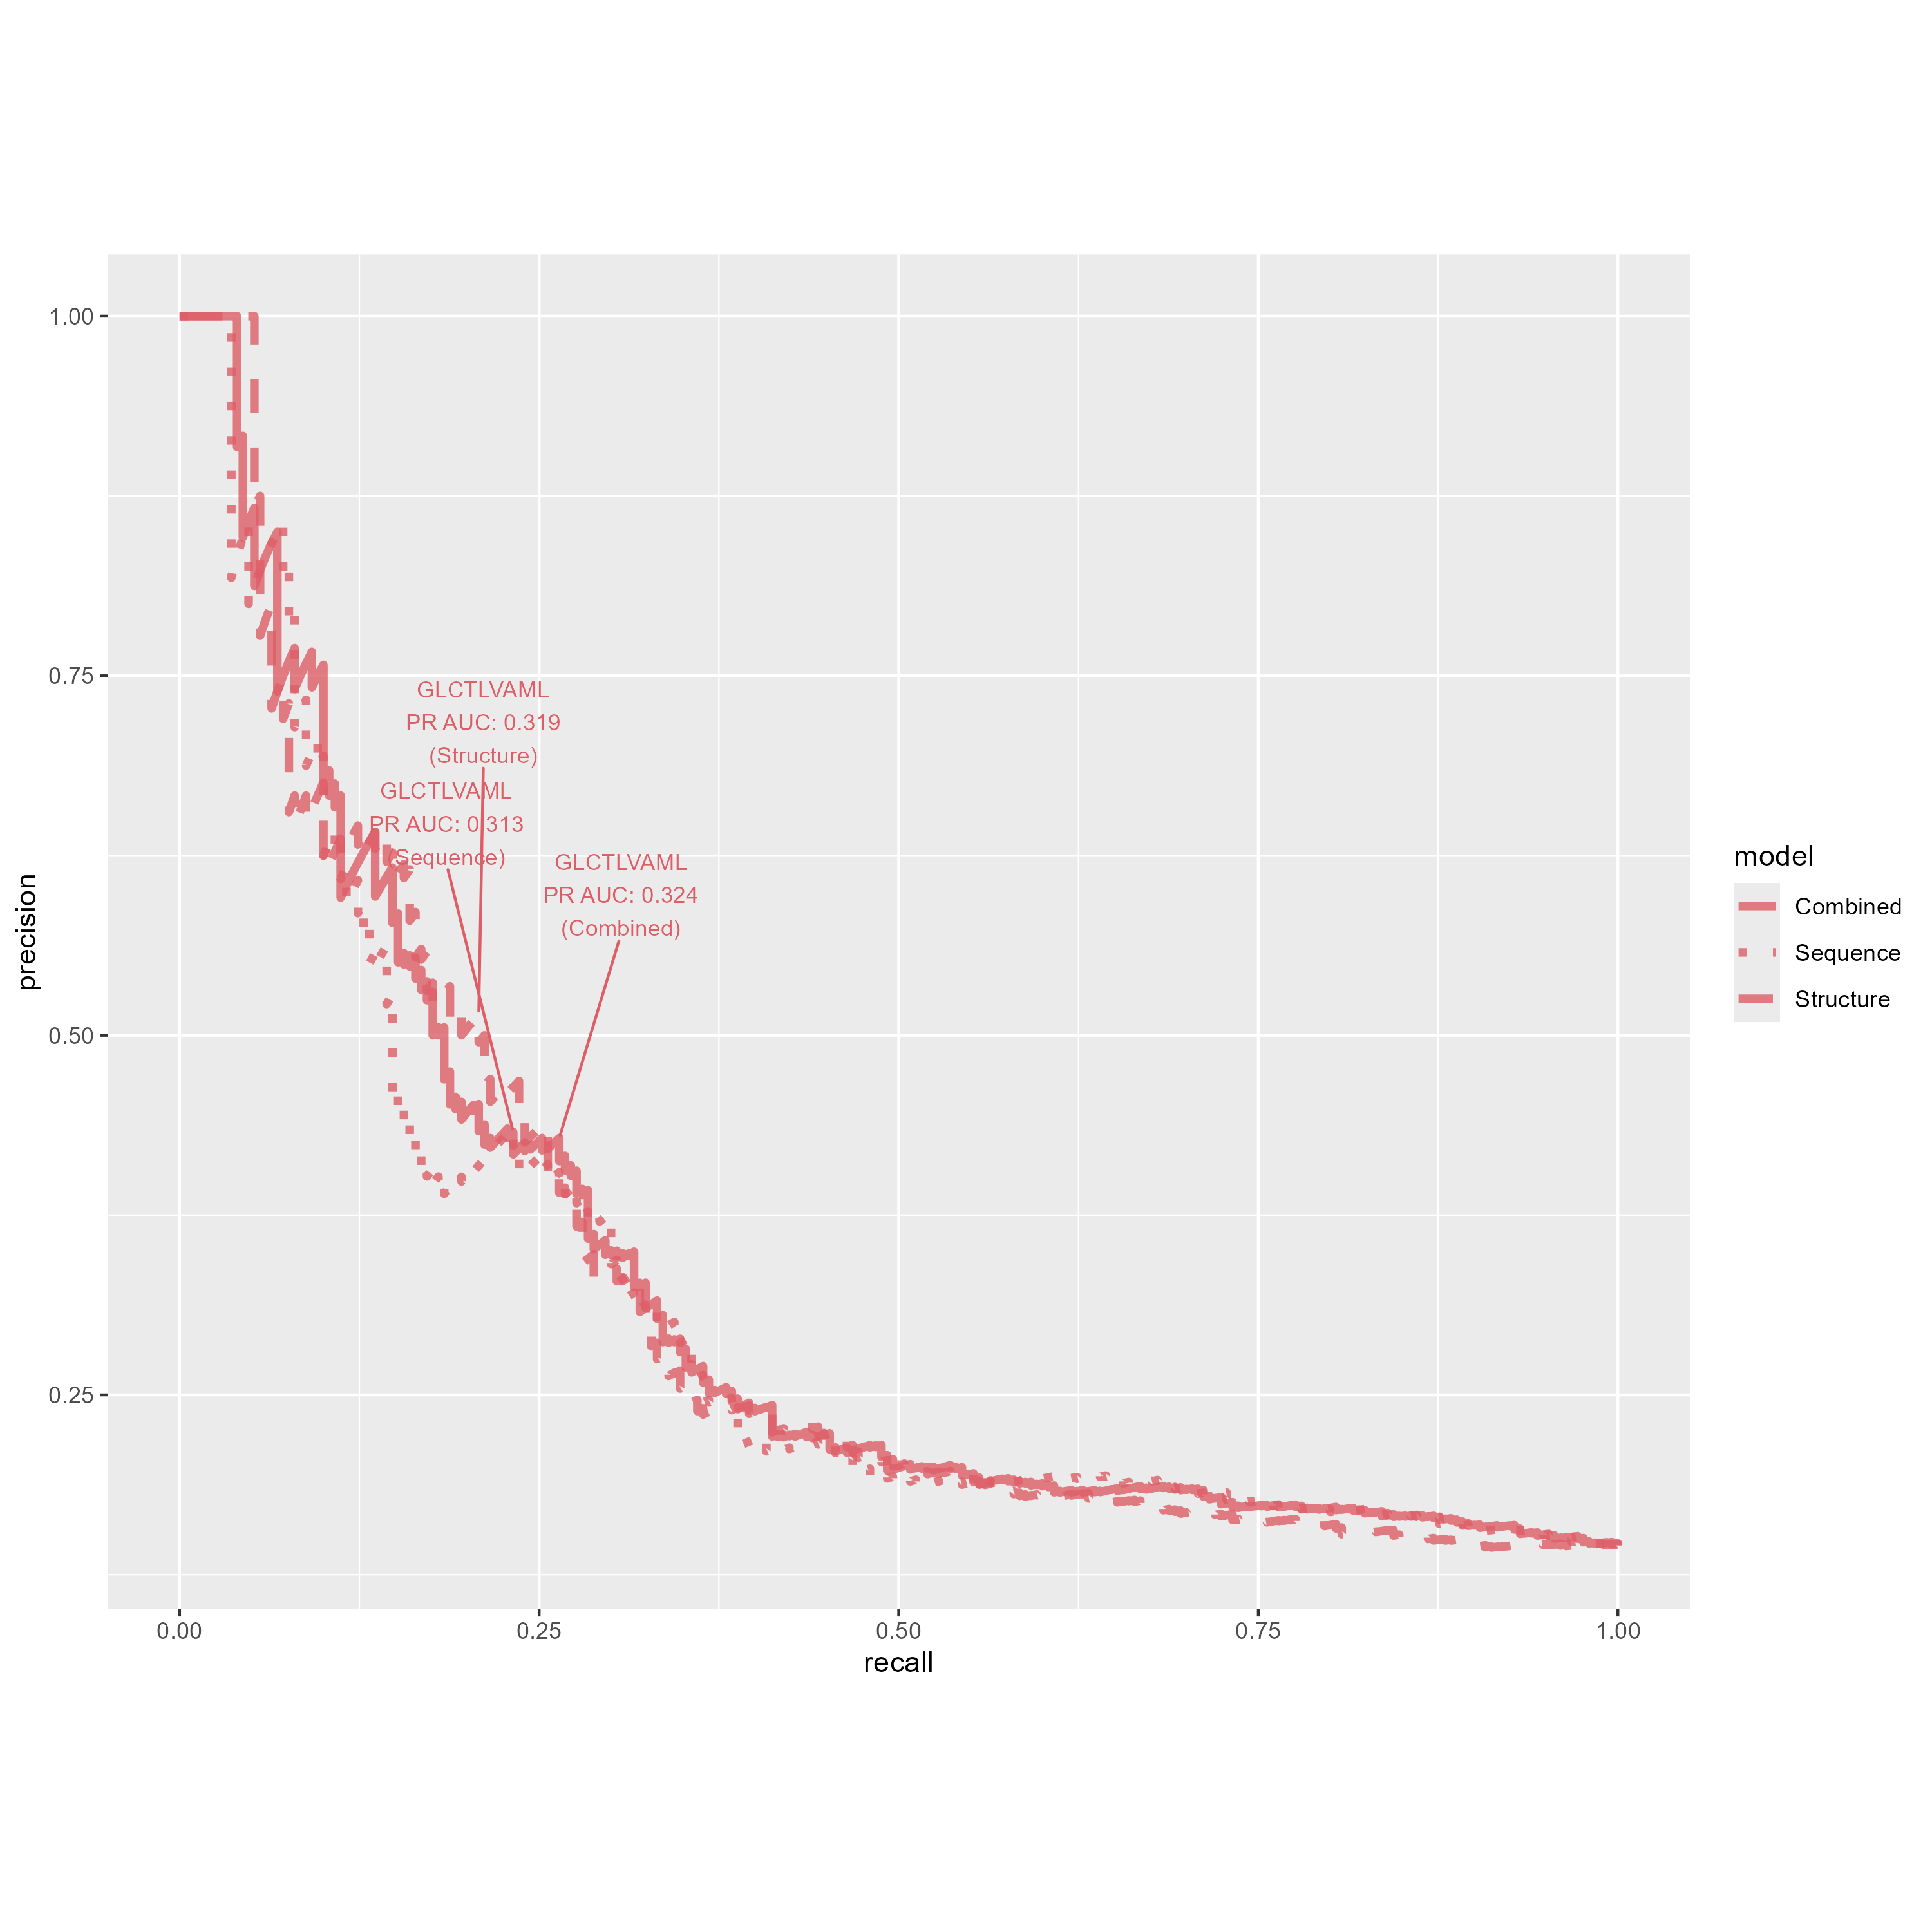 precision
1.00
0.75
0.50
0.25
GLCTLVAML
PR AUC: 0.319
(Structure)
GLCTLVAML
PR AUC: 0.313
(Sequence)
GLCTLVAML
PR AUC: 0.324
(Combined)
0.00
0.25
0.50
0.75
1.00
recall
model
Combined
Sequence
Structure